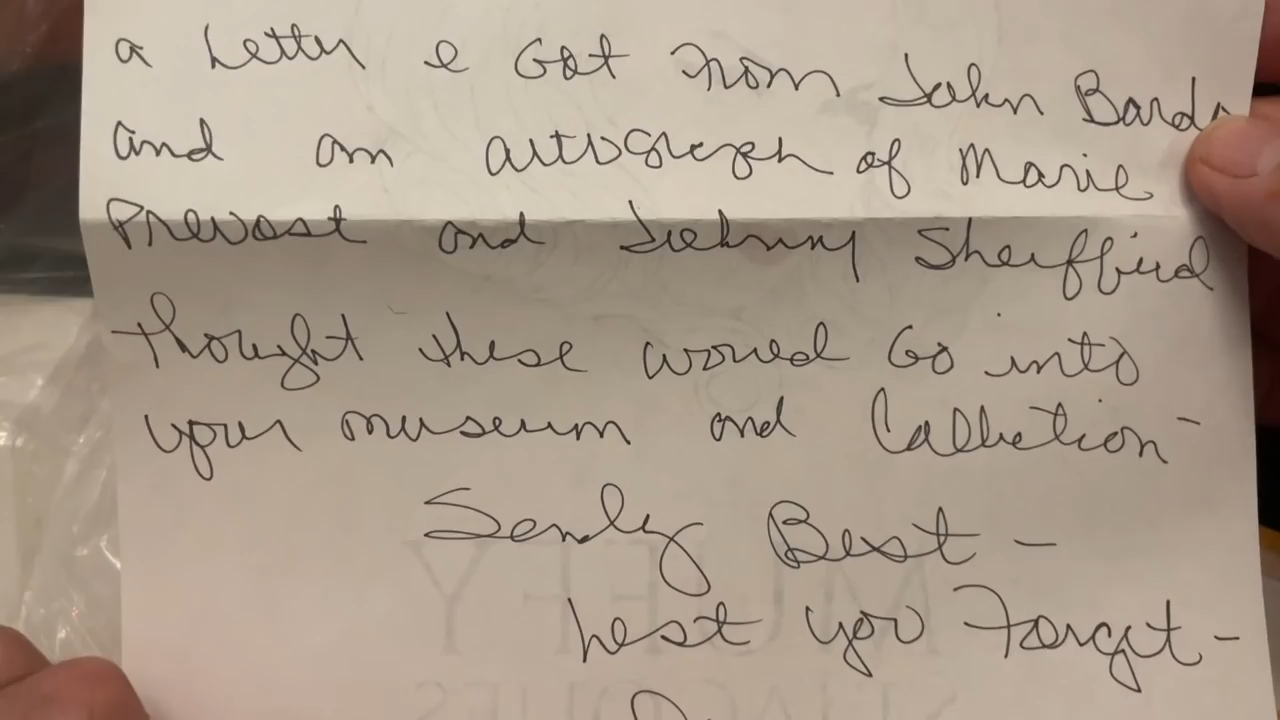 a Letter I Got from John Bard
and an autograph of Marie
Prevost and Johnny Sheffield
thought these would Go into
your museum and Collection -
Sendg Best -
Lest you Forget -